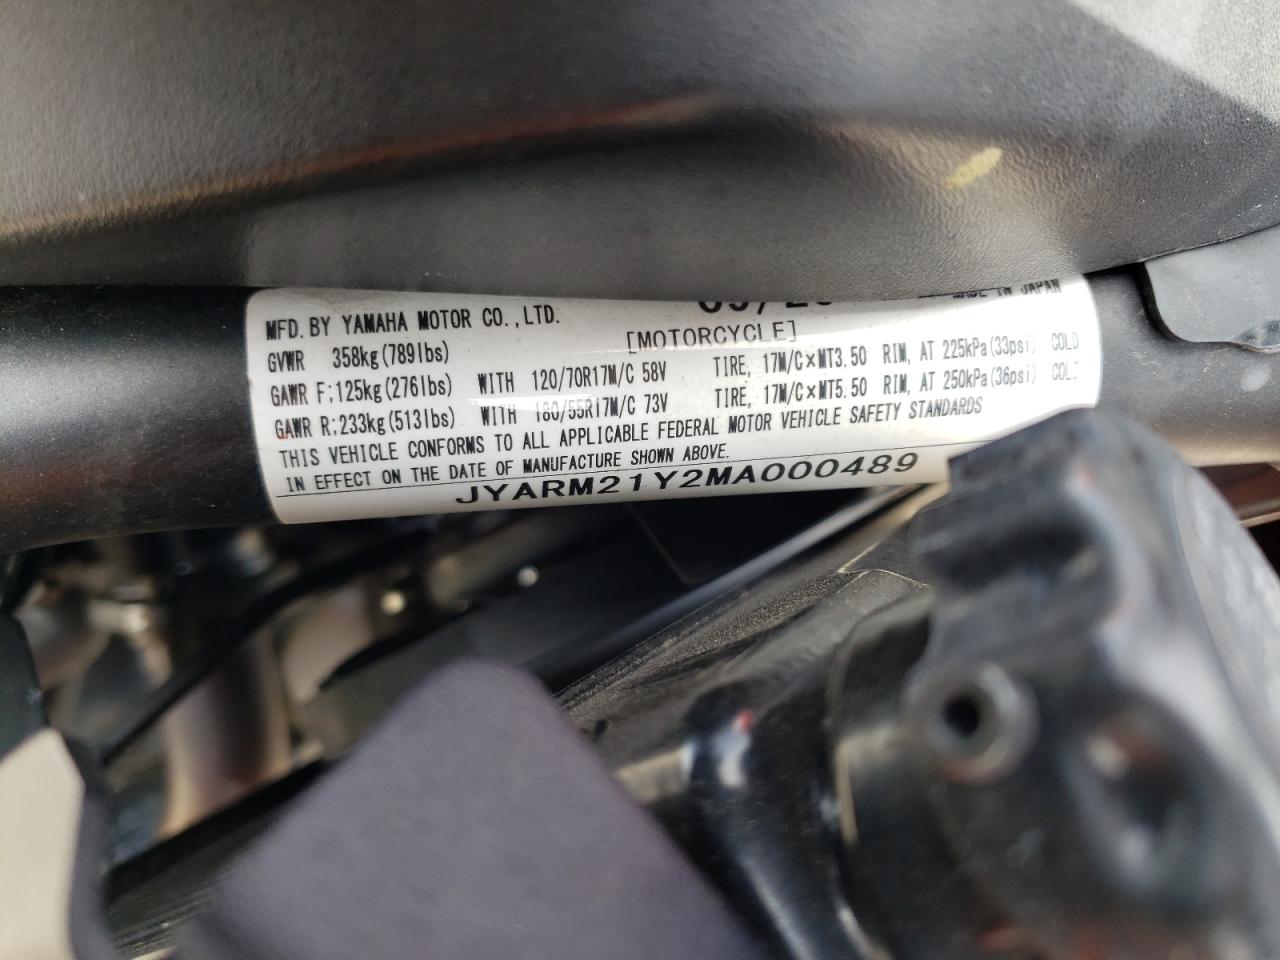 MADE IN JAPAN
MFD. BY YAMAHA MOTOR CO.,LTD.
[MOTORCYCLE]
GVWR 358kg(789lbs)
GAWR F:125kg(276lbs) WITH 120/70R17M/C 58V TIRE, 17M/C×MT3.50 RIM, AT 225kPa(33psi) COLD
GAWR R:233kg(513lbs) WITH 180/55R17M/C 73V TIRE, 17M/C×MT5.50 RIM, AT 250kPa(36psi) COLD
THIS VEHICLE CONFORMS TO ALL APPLICABLE FEDERAL MOTOR VEHICLE SAFETY STANDARDS
IN EFFECT ON THE DATE OF MANUFACTURE SHOWN ABOVE.
JYARM21Y2MA000489